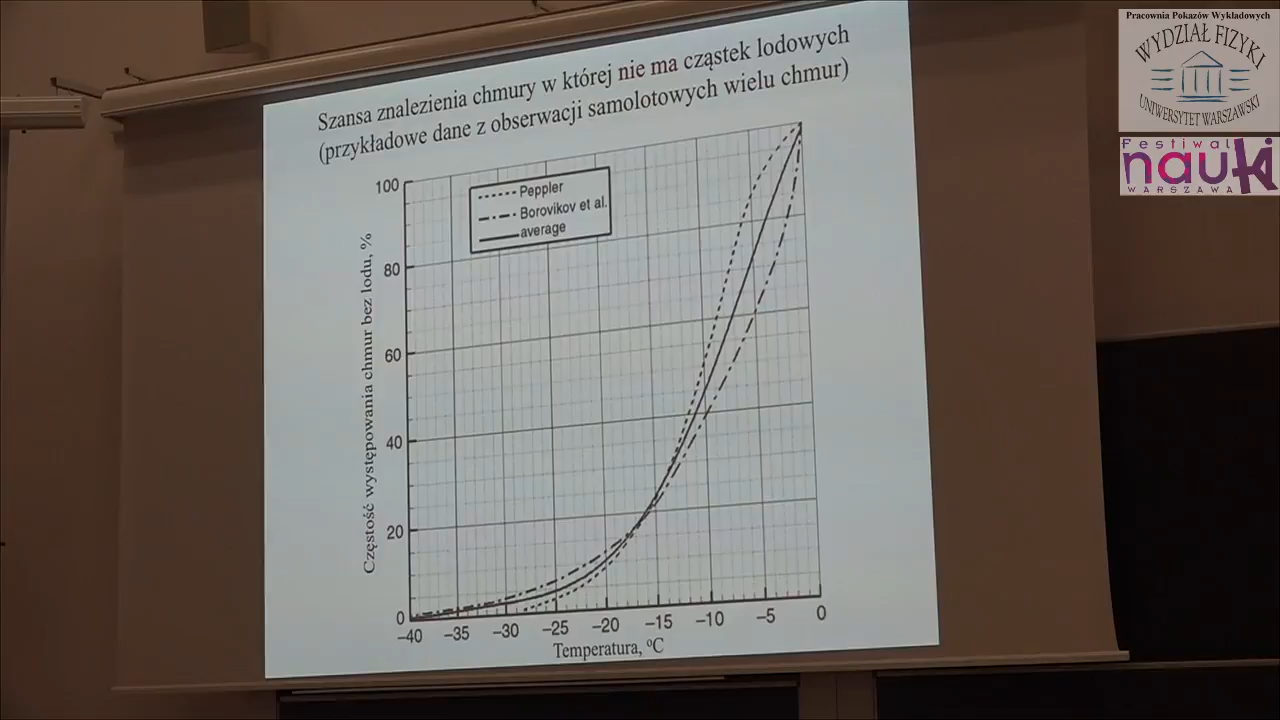 Szansa znalezienia chmury w której nie ma cząstek lodowych
(przykładowe dane z obserwacji samolotowych wielu chmur)
Częstość występowania chmur bez lodu, %
100
80
60
40
20
0
Peppler
Borovikov et al.
average
–40 –35 –30 –25 –20 –15 –10 –5 0
Temperatura, ºC
Pracownia Pokazów Wykładowych
WYDZIAŁ FIZYKI
UNIWERSYTET WARSZAWSKI
Festiwal
nauki
WARSZAWA